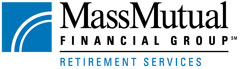 MassMutual
FINANCIAL GROUP℠
RETIREMENT SERVICES